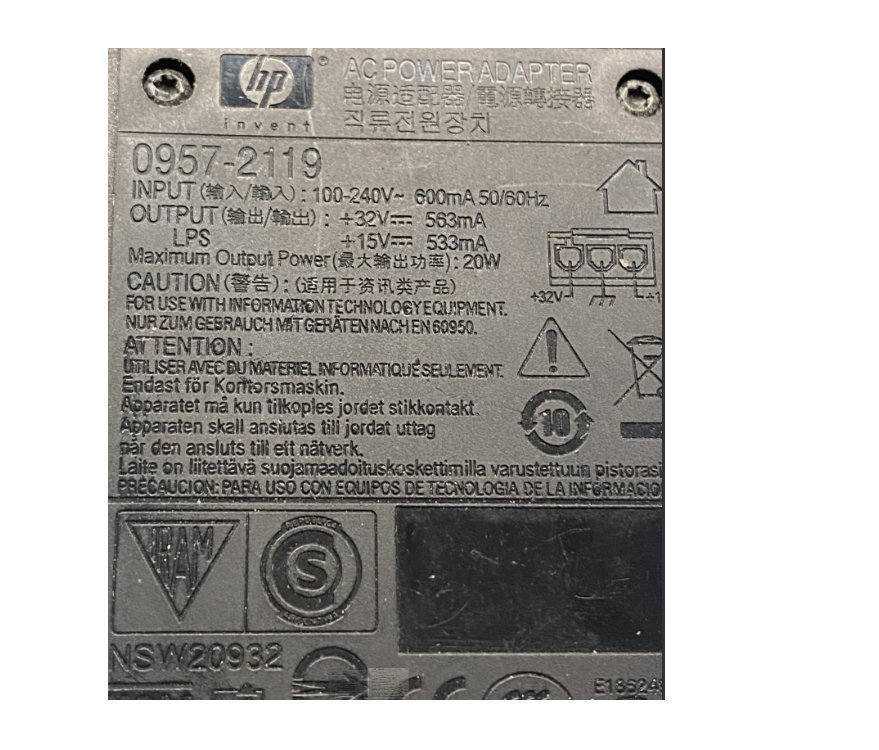 hp ®
invent
AC POWER ADAPTER
电源适配器/電源轉接器
직류전원장치
0957-2119
INPUT(输入/輸入): 100-240V~ 600mA 50/60Hz
OUTPUT(输出/輸出): +32V⎓ 563mA
LPS +15V⎓ 533mA
Maximum Output Power(最大输出功率): 20W
CAUTION(警告): (适用于资讯类产品)
FOR USE WITH INFORMATION TECHNOLOGY EQUIPMENT.
NUR ZUM GEBRAUCH MIT GERÄTEN NACH EN 60950.
ATTENTION:
UTILISER AVEC DU MATERIEL INFORMATIQUE SEULEMENT.
Endast för Kontorsmaskin.
Apparatet må kun tilkoples jordet stikkontakt.
Apparaten skall anslutas till jordat uttag
når den ansluts till ett nätverk.
Laite on liitettävä suojamaadoituskoskettimilla varustettuun pistorasi
PRECAUCION: PARA USO CON EQUIPOS DE TECNOLOGIA DE LA INFORMACIO
+32V
+1
10
IRAM
S
NSW20932